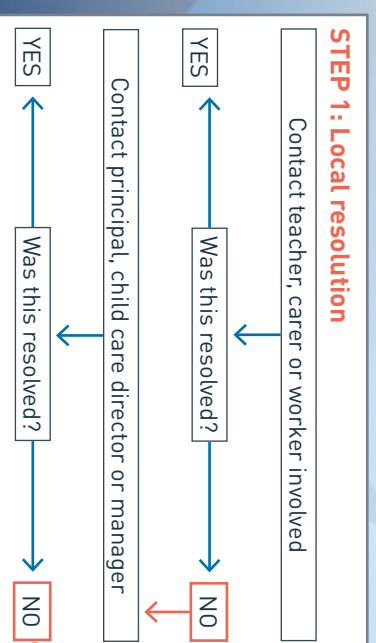 STEP 1: Local resolution
Contact teacher, carer or worker involved
YES
Was this resolved?
NO
Contact principal, child care director or manager
YES
Was this resolved?
NO